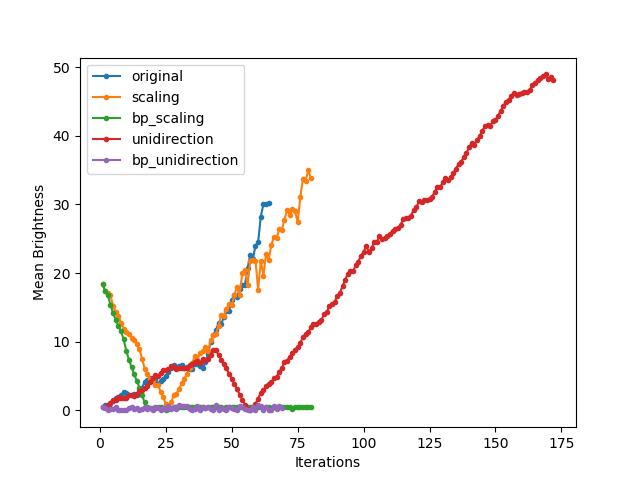 original
scaling
bp_scaling
unidirection
bp_unidirection
Mean Brightness
50
40
30
20
10
0
0 25 50 75 100 125 150 175
Iterations